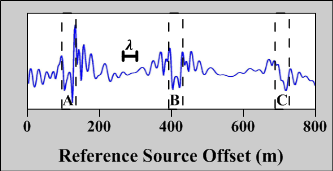 λ
A B C
0 200 400 600 800
Reference Source Offset (m)